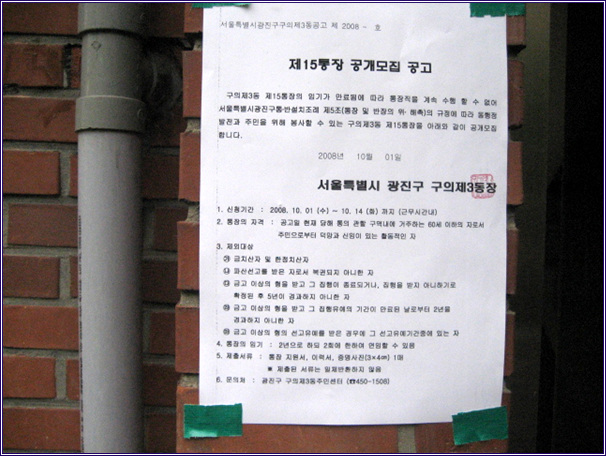 서울특별시광진구구의제3동공고 제 2008 - 호
제15통장 공개모집 공고
구의제3동 제15통장의 임기가 만료됨에 따라 통장직을 계속 수행 할 수 없어
서울특별시광진구통·반설치조례 제5조(통장 및 반장의 위·해촉)의 규정에 따라 동행정
발전과 주민을 위해 봉사할 수 있는 구의제3동 제15통장을 아래와 같이 공개모집
합니다.
2008년 10월 01일
서울특별시 광진구 구의제3동장
1. 신청기간 : 2008. 10. 01 (수) ~ 10. 14 (화) 까지 (근무시간내)
2. 통장의 자격 : 공고일 현재 당해 통의 관할 구역내에 거주하는 60세 이하의 자로서
주민으로부터 덕망과 신임이 있는 활동적인 자
3. 제외대상
㉮ 금치산자 및 한정치산자
㉯ 파산선고를 받은 자로서 복권되지 아니한 자
㉰ 금고 이상의 형을 받고 그 집행이 종료되거나, 집행을 받지 아니하기로
확정된 후 5년이 경과하지 아니한 자
㉱ 금고 이상의 형을 받고 그 집행유예의 기간이 만료된 날로부터 2년을
경과하지 아니한 자
㉲ 금고 이상의 형의 선고유예를 받은 경우에 그 선고유예기간중에 있는 자
4. 통장의 임기 : 2년으로 하되 2회에 한하여 연임할 수 있음
5. 제출서류 : 통장 지원서, 이력서, 증명사진(3×4㎝) 1매
※ 제출된 서류는 일체반환하지 않음
6. 문의처 : 광진구 구의제3동주민센터 (☎450-1508)